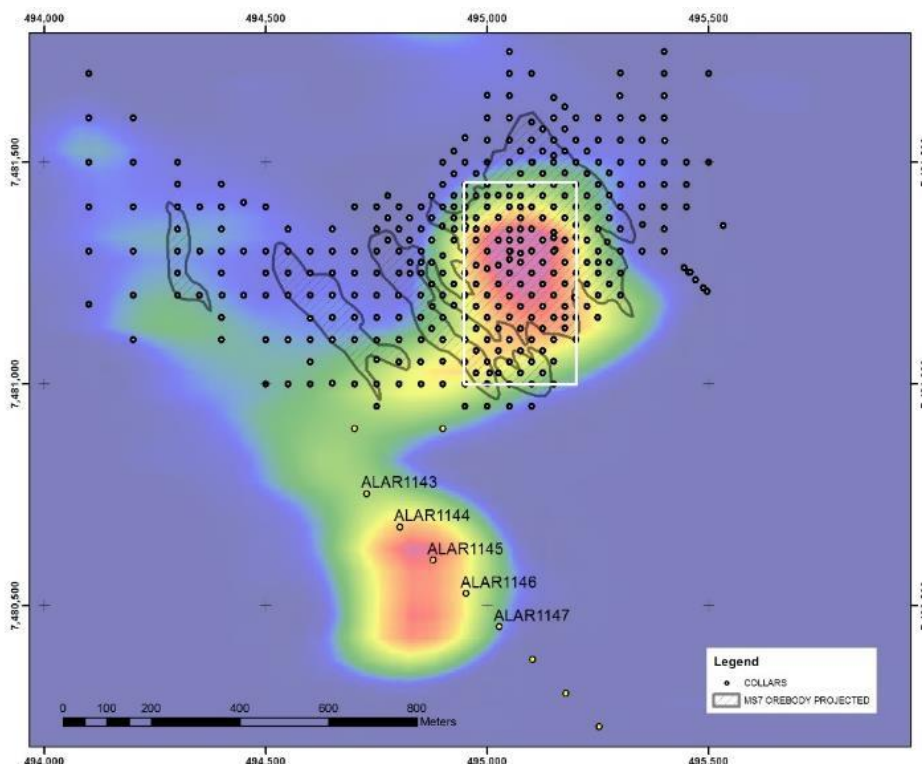 494,000 494,500 495,000 495,500
7,481,500
7,481,000
7,480,500
ALAR1143
ALAR1144
ALAR1145
ALAR1146
ALAR1147
Legend
COLLARS
MS7 OREBODY PROJECTED
0 100 200 400 600 800
Meters
494,000 494,500 495,000 495,500